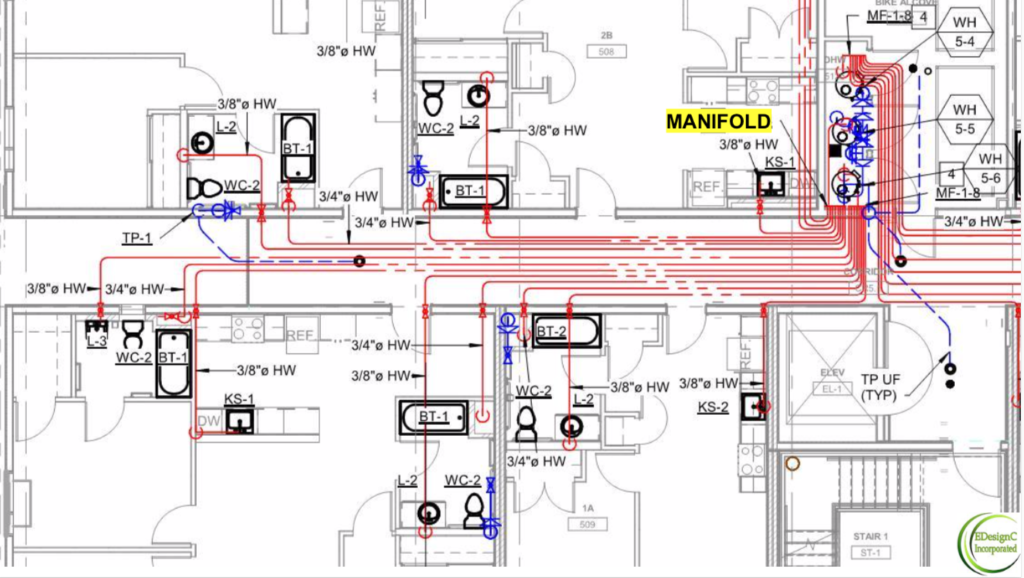 BIKE ALCOVE
MF-1-8
4
WH
5-4
REF.
3/8"ø HW
2B
508
3/8"ø HW
L-2
BT-1
WC-2
L-2
3/8"ø HW
MANIFOLD
3/8"ø HW
KS-1
WH
5-5
WH
5-6
4
MF-1-8
WC-2
BT-1
REF.
DW
3/4"ø HW
TP-1
3/4"ø HW
3/4"ø HW
CORRIDOR
3/8"ø HW
3/4"ø HW
L-3
WC-2
BT-1
REF.
3/4"ø HW
BT-2
REF.
3/8"ø HW
3/8"ø HW
WC-2
3/8"ø HW
3/8"ø HW
ELEV
EL-1
TP UF
(TYP)
DW
KS-1
BT-1
L-2
KS-2
3/4"ø HW
L-2
WC-2
1A
509
STAIR 1
ST-1
EDesignC
Incorporated